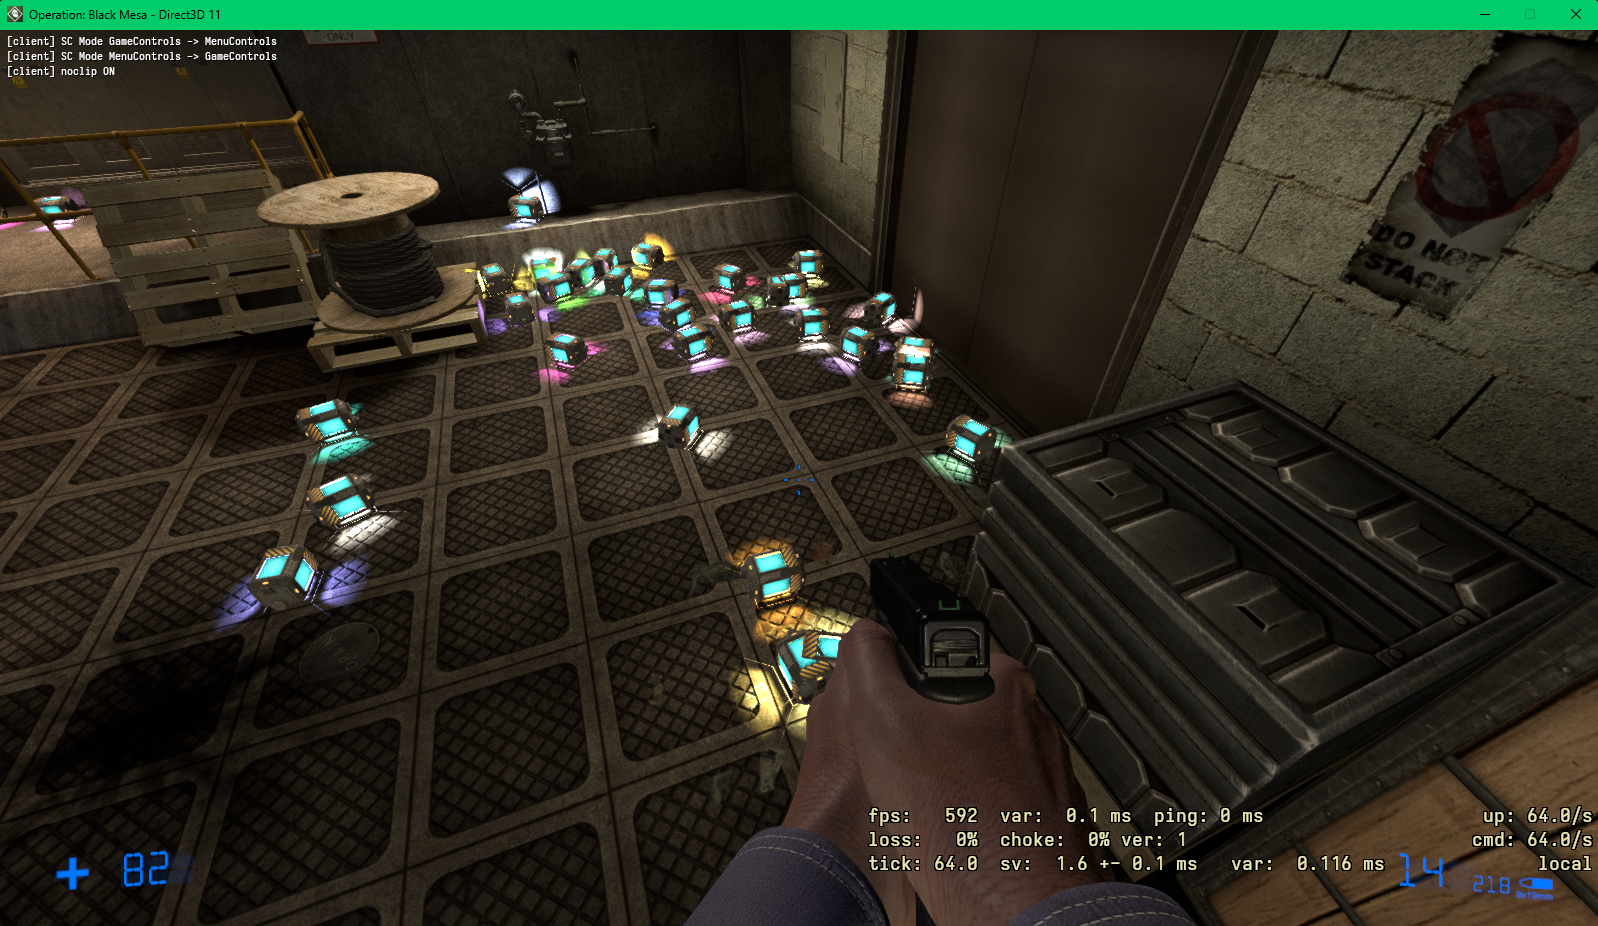 Operation: Black Mesa - Direct3D 11
[client] SC Mode GameControls -> MenuControls
[client] SC Mode MenuControls -> GameControls
[client] noclip ON
ONLY
DO NOT
STACK
fps: 592 var: 0.1 ms ping: 0 ms up: 64.0/s
loss: 0% choke: 0% ver: 1 cmd: 64.0/s
tick: 64.0 sv: 1.6 +- 0.1 ms var: 0.116 ms local
82
14 218